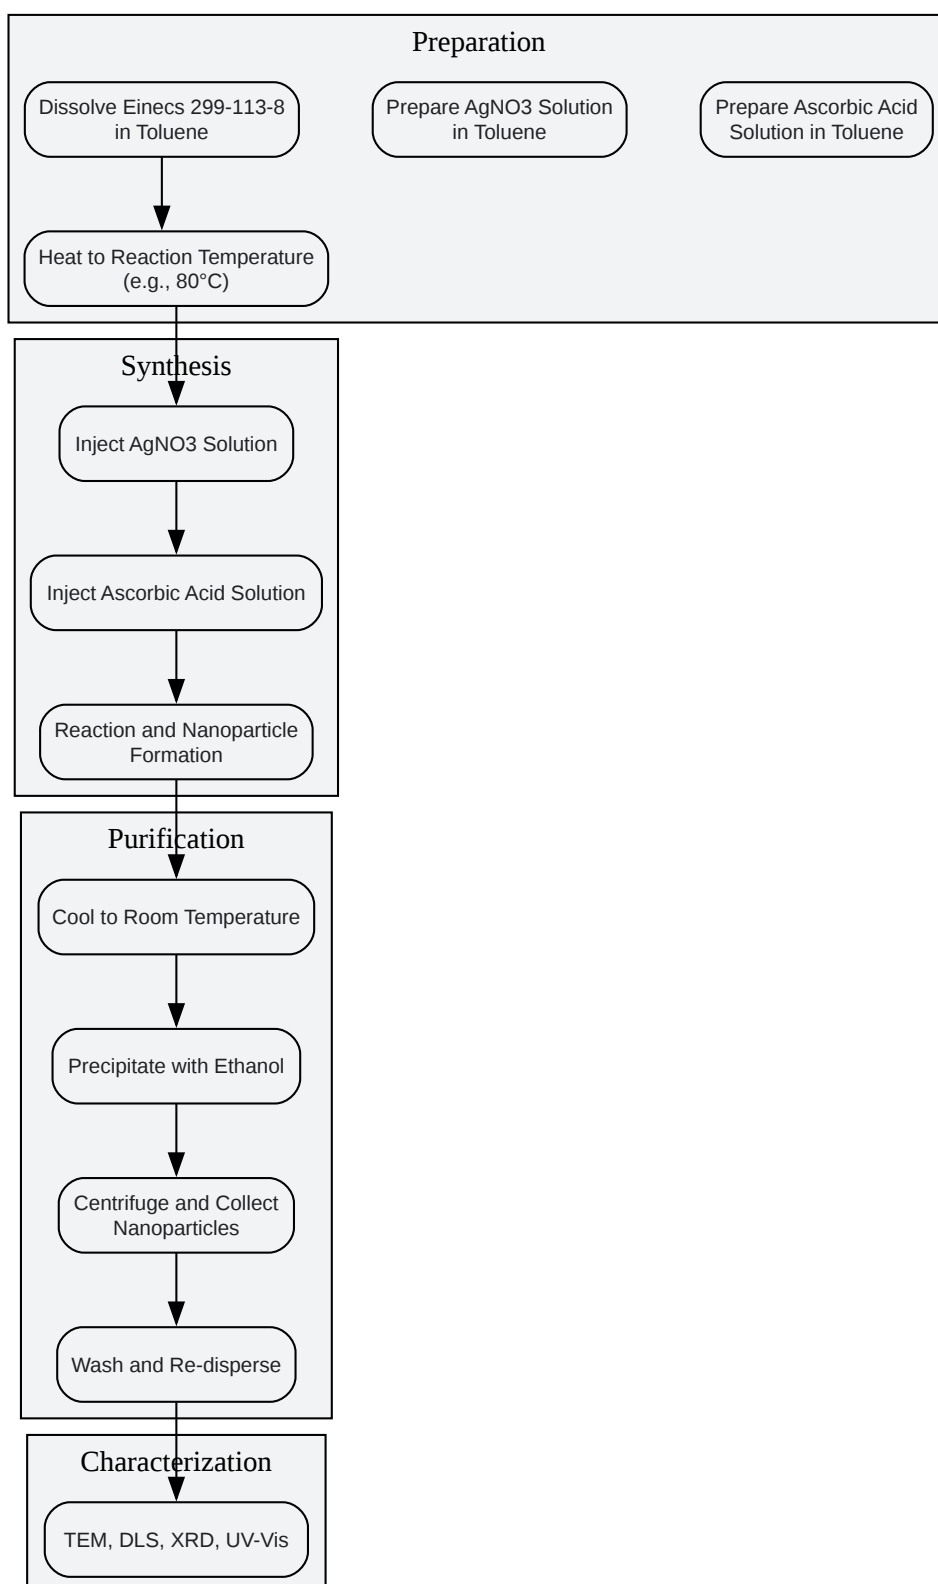 Preparation
Dissolve Einecs 299-113-8
in Toluene
Prepare AgNO3 Solution
in Toluene
Prepare Ascorbic Acid
Solution in Toluene
Heat to Reaction Temperature
(e.g., 80°C)
Synthesis
Inject AgNO3 Solution
Inject Ascorbic Acid Solution
Reaction and Nanoparticle
Formation
Purification
Cool to Room Temperature
Precipitate with Ethanol
Centrifuge and Collect
Nanoparticles
Wash and Re-disperse
Characterization
TEM, DLS, XRD, UV-Vis